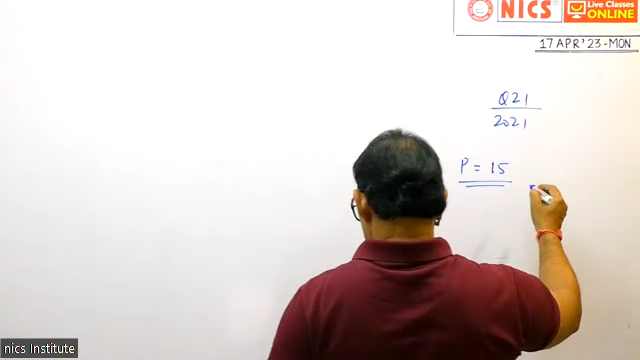 NICS
Live Classes
ONLINE
17 APR'23-MON
Q21
2021
P = 15
nics Institute